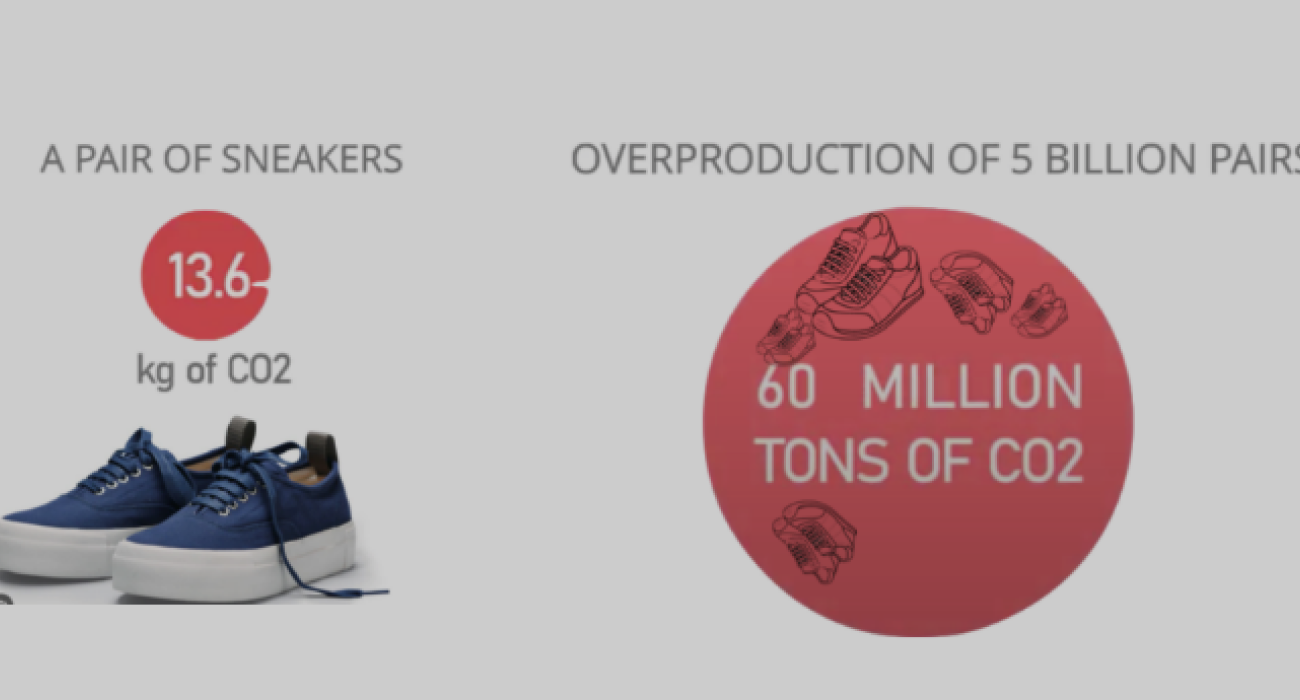 A PAIR OF SNEAKERS
13.6
kg of CO2
OVERPRODUCTION OF 5 BILLION PAIRS
60 MILLION
TONS OF CO2